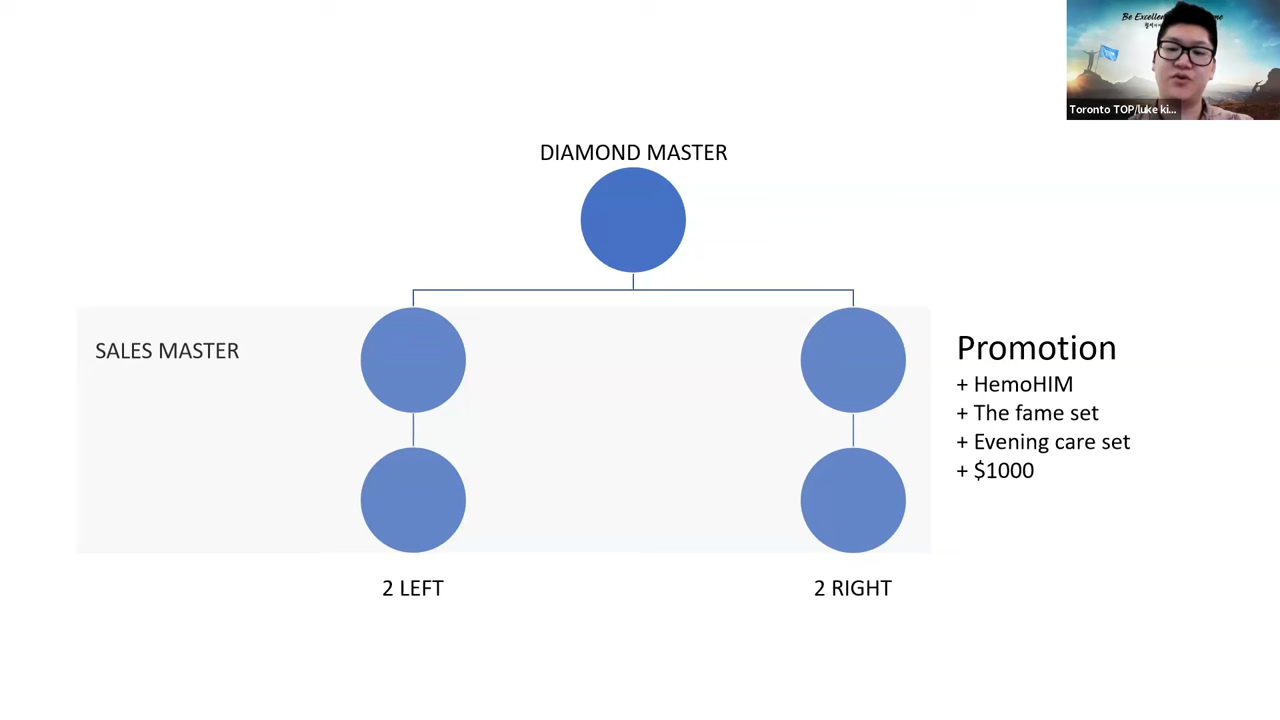 Be Excellen
Toronto TOP/luke ki...
DIAMOND MASTER
SALES MASTER
Promotion
+ HemoHIM
+ The fame set
+ Evening care set
+ $1000
2 LEFT
2 RIGHT